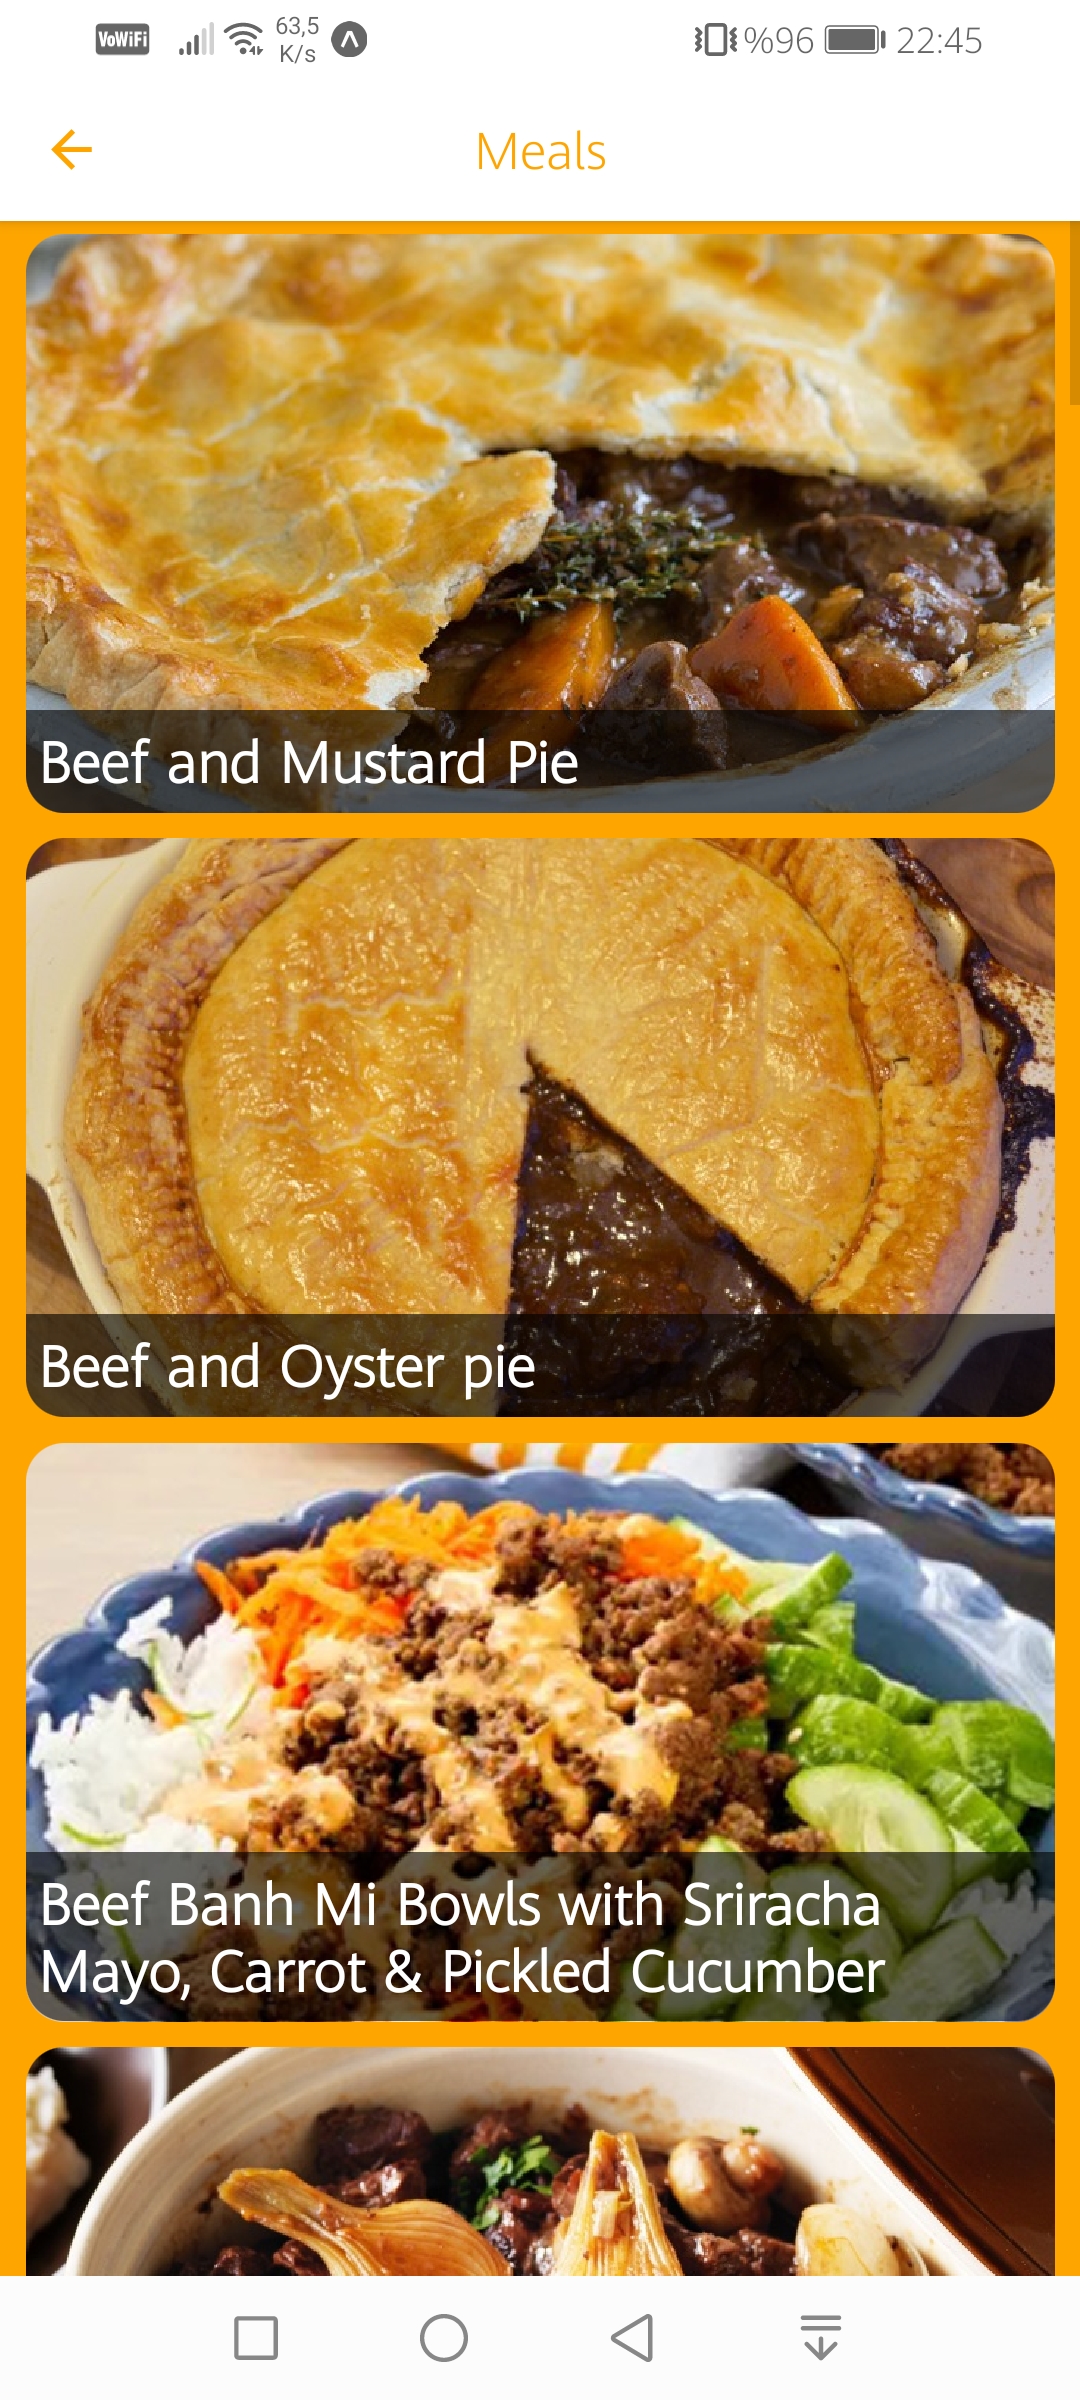 VoWiFi
63,5
K/s
%96
22:45
Meals
Beef and Mustard Pie
Beef and Oyster pie
Beef Banh Mi Bowls with Sriracha
Mayo, Carrot & Pickled Cucumber